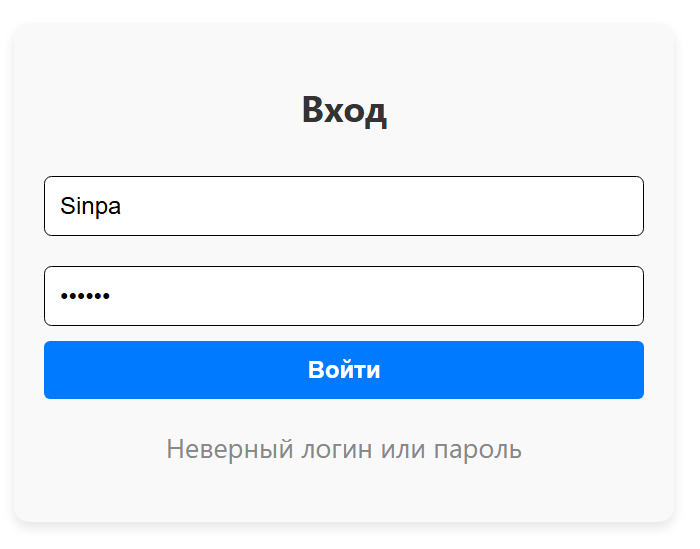 Вход
Sinpa
••••••
Войти
Неверный логин или пароль